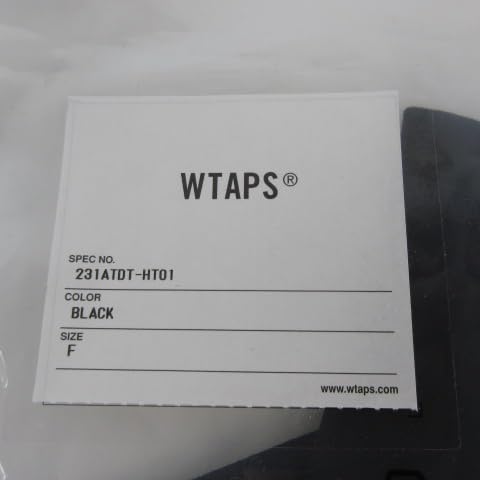 WTAPS®
SPEC NO.
231ATDT-HT01
COLOR
BLACK
SIZE
F
www.wtaps.com